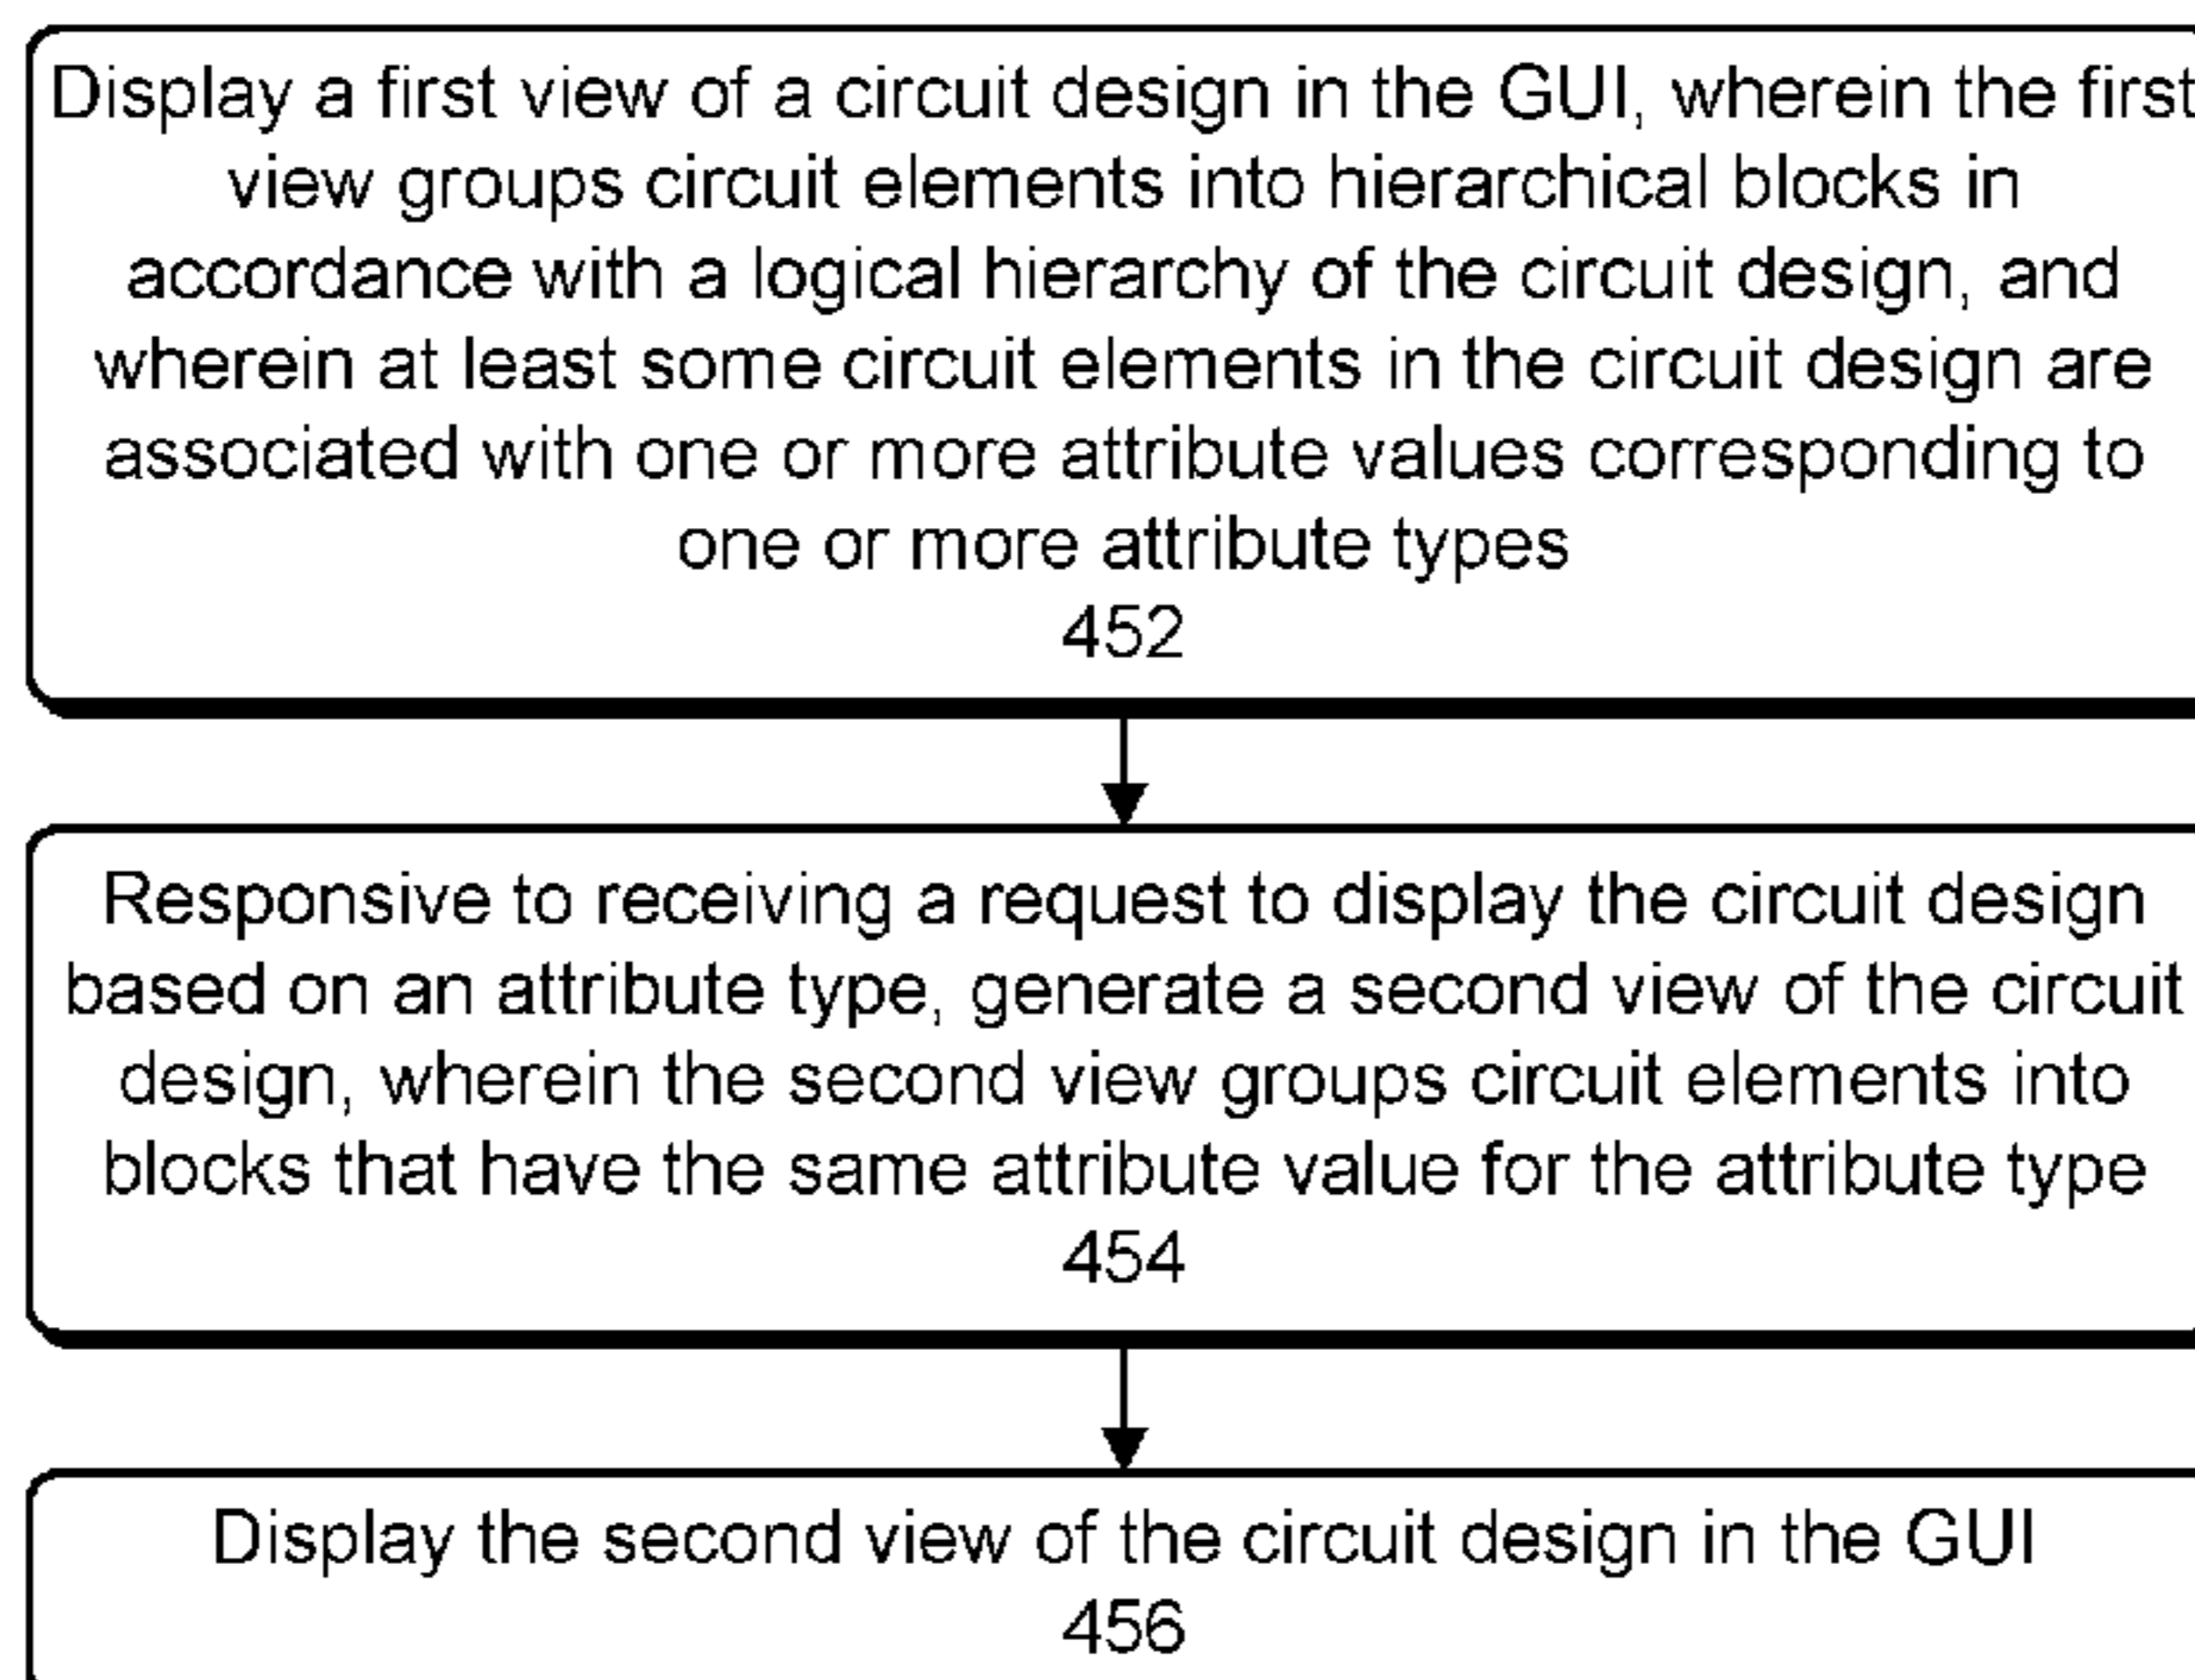 Display a first view of a circuit design in the GUI, wherein the first
view groups circuit elements into hierarchical blocks in
accordance with a logical hierarchy of the circuit design, and
wherein at least some circuit elements in the circuit design are
associated with one or more attribute values corresponding to
one or more attribute types
452
Responsive to receiving a request to display the circuit design
based on an attribute type, generate a second view of the circuit
design, wherein the second view groups circuit elements into
blocks that have the same attribute value for the attribute type
454
Display the second view of the circuit design in the GUI
456